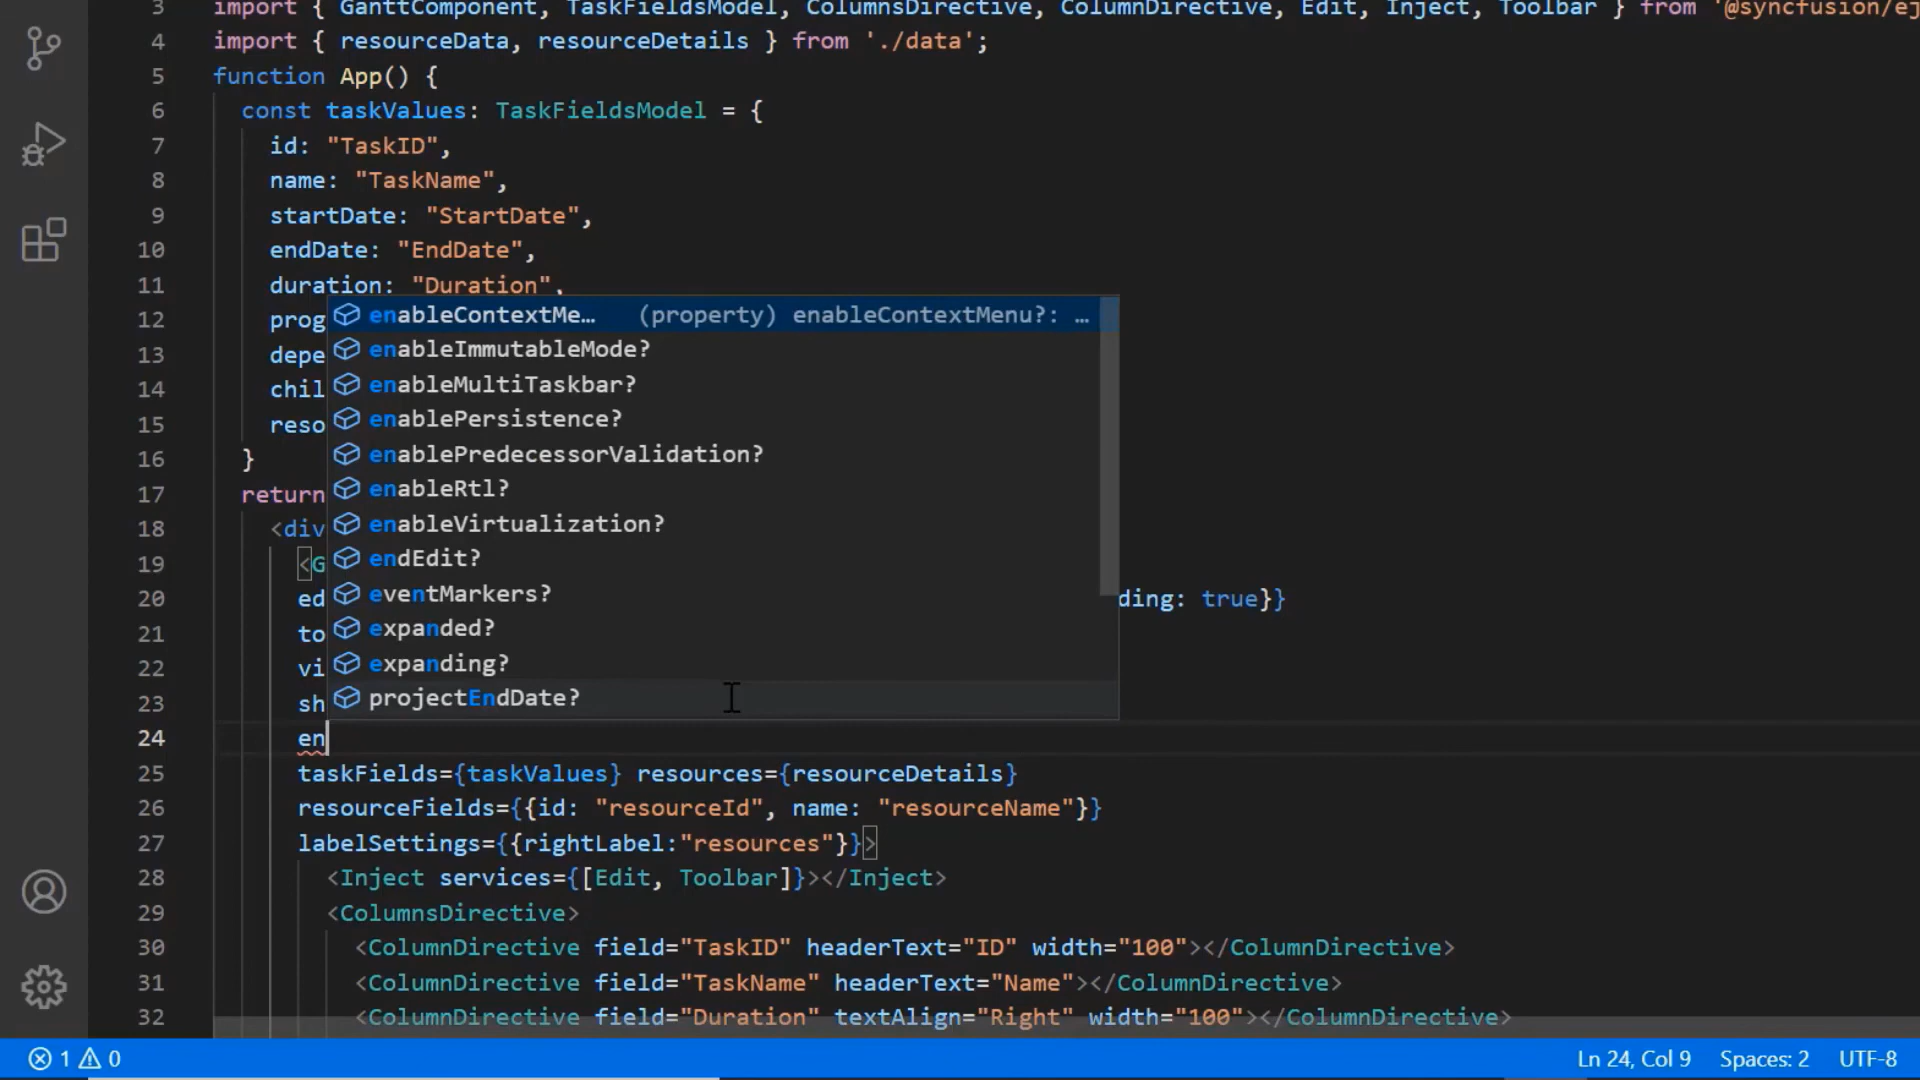 3 import { GanttComponent, TaskFieldsModel, ColumnsDirective, ColumnDirective, Edit, Inject, Toolbar } from '@syncfusion/ej
4 import { resourceData, resourceDetails } from './data';
5 function App() {
6 const taskValues: TaskFieldsModel = {
7 id: "TaskID",
8 name: "TaskName",
9 startDate: "StartDate",
10 endDate: "EndDate",
11 duration: "Duration",
enableContextMe… (property) enableContextMenu?: …
12 prog
enableImmutableMode?
13 depe
enableMultiTaskbar?
14 chil
enablePersistence?
15 reso
enablePredecessorValidation?
16 }
enableRtl?
17 return
enableVirtualization?
18 <div
endEdit?
19 <G
eventMarkers?
20 ed ding: true}}
expanded?
21 to
expanding?
22 vi
projectEndDate?
23 sh
24 en
25 taskFields={taskValues} resources={resourceDetails}
26 resourceFields={{id: "resourceId", name: "resourceName"}}
27 labelSettings={{rightLabel:"resources"}}>
28 <Inject services={[Edit, Toolbar]}></Inject>
29 <ColumnsDirective>
30 <ColumnDirective field="TaskID" headerText="ID" width="100"></ColumnDirective>
31 <ColumnDirective field="TaskName" headerText="Name"></ColumnDirective>
32 <ColumnDirective field="Duration" textAlign="Right" width="100"></ColumnDirective>
1 0 Ln 24, Col 9 Spaces: 2 UTF-8